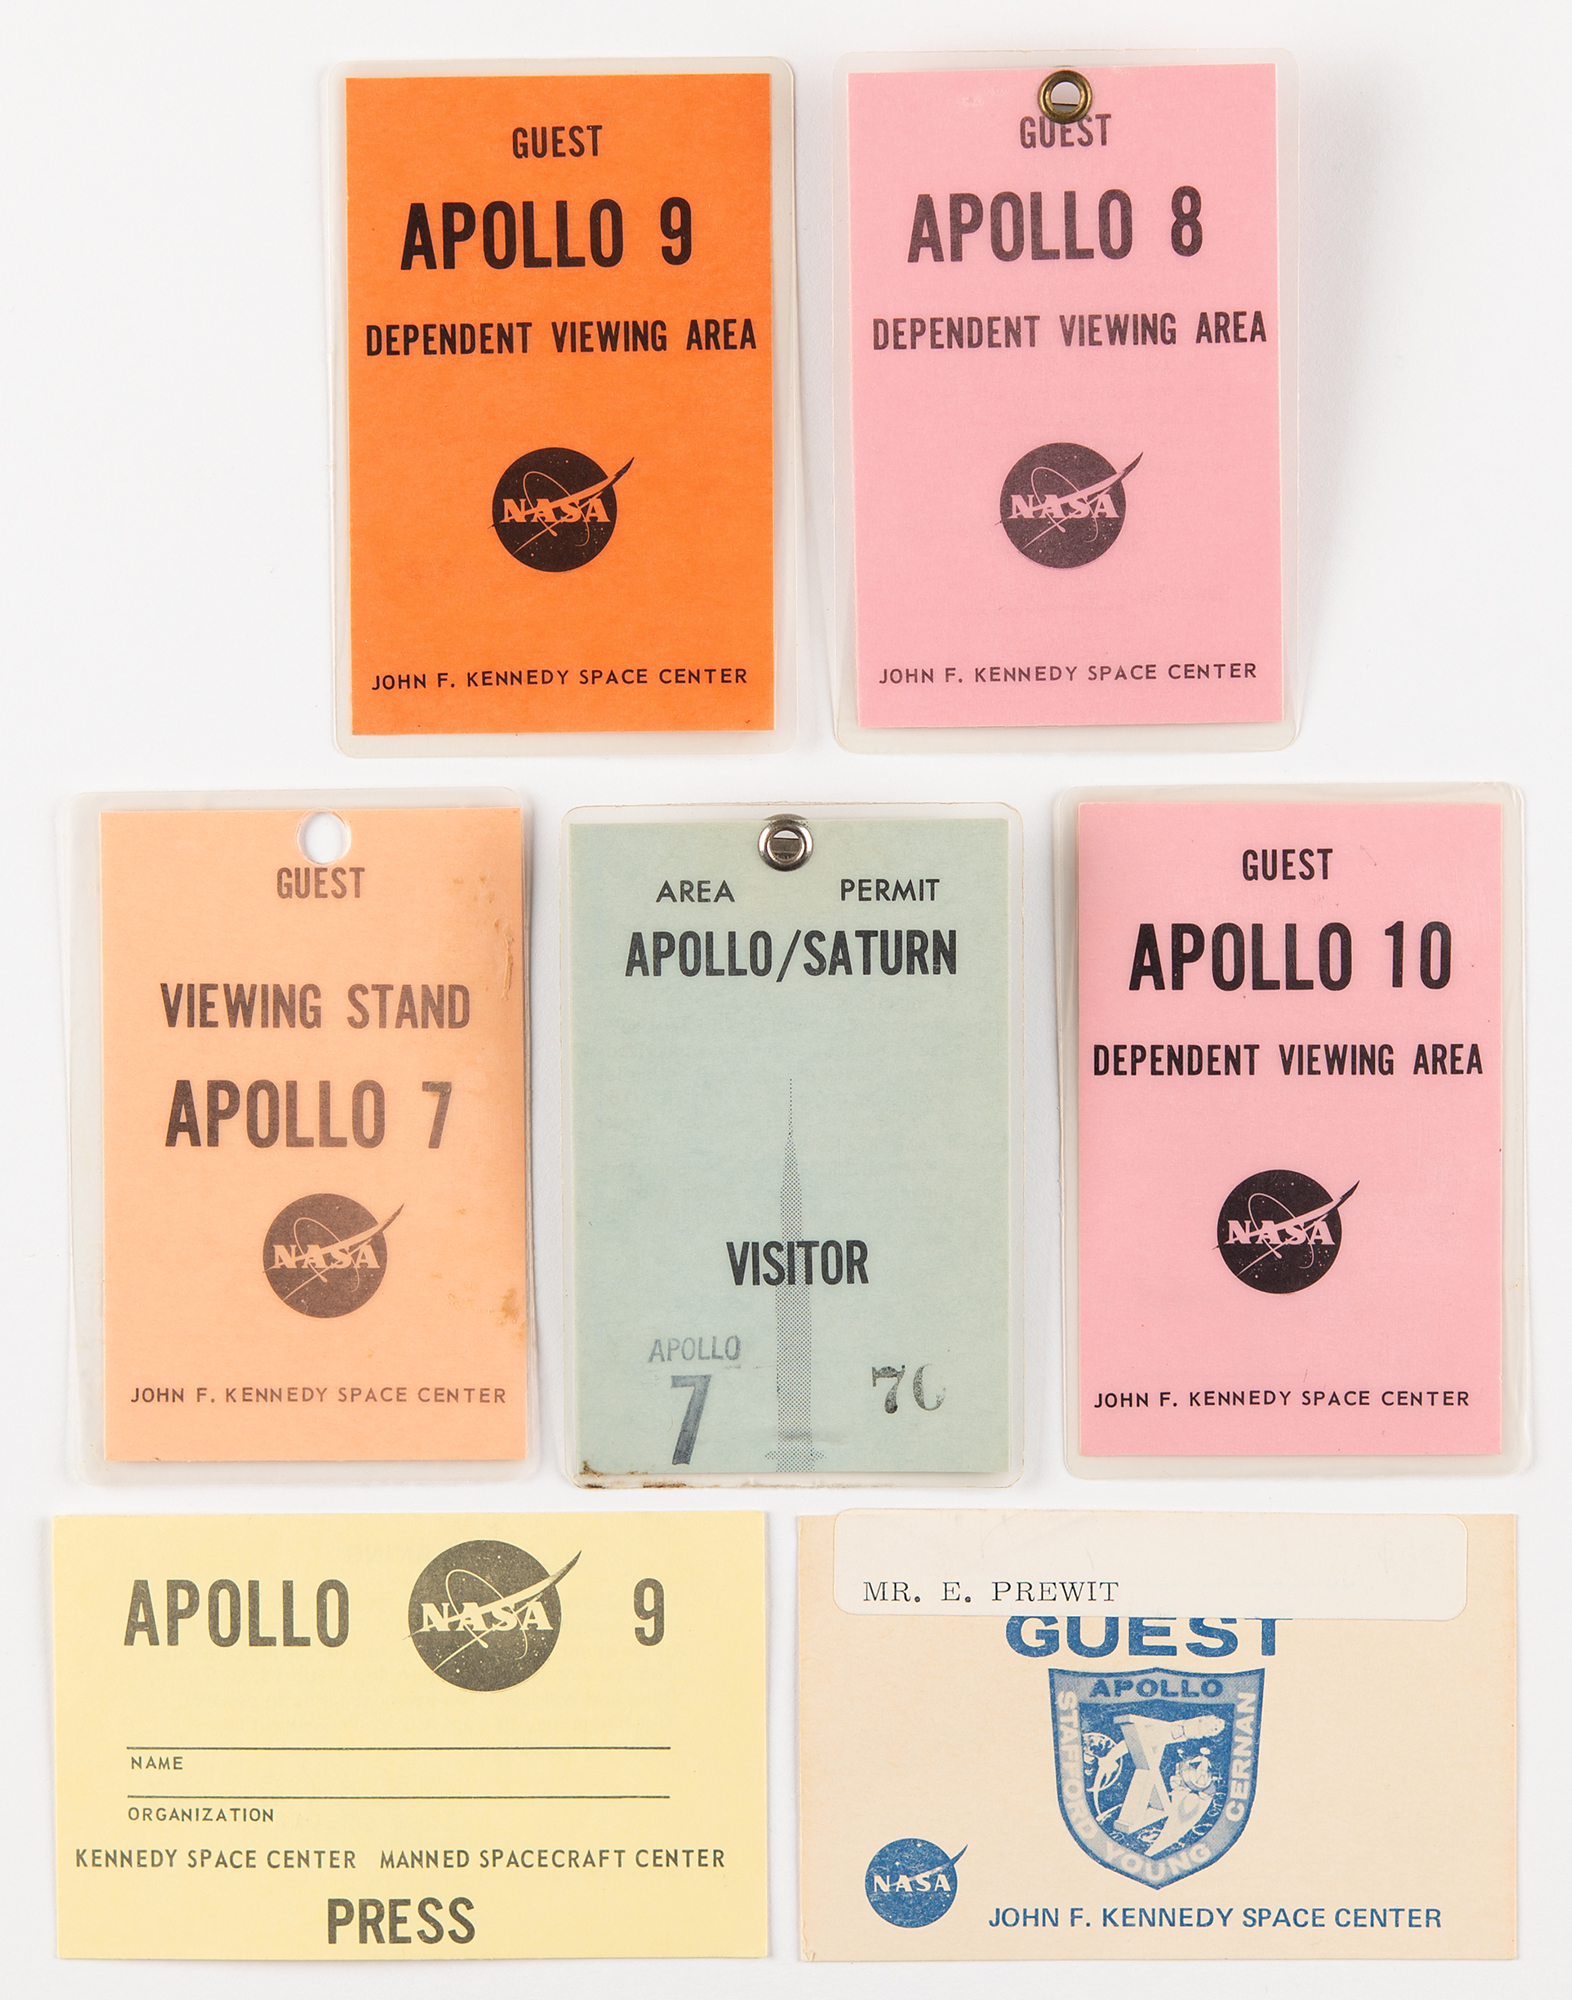 GUEST
APOLLO 9
DEPENDENT VIEWING AREA
NASA
JOHN F. KENNEDY SPACE CENTER
GUEST
APOLLO 8
DEPENDENT VIEWING AREA
NASA
JOHN F. KENNEDY SPACE CENTER
GUEST
VIEWING STAND
APOLLO 7
NASA
JOHN F. KENNEDY SPACE CENTER
AREA PERMIT
APOLLO/SATURN
VISITOR
APOLLO
7 70
GUEST
APOLLO 10
DEPENDENT VIEWING AREA
NASA
JOHN F. KENNEDY SPACE CENTER
APOLLO NASA 9
NAME
ORGANIZATION
KENNEDY SPACE CENTER MANNED SPACECRAFT CENTER
PRESS
MR. E. PREWIT
GUEST
APOLLO
X
STAFFORD YOUNG CERNAN
NASA
JOHN F. KENNEDY SPACE CENTER